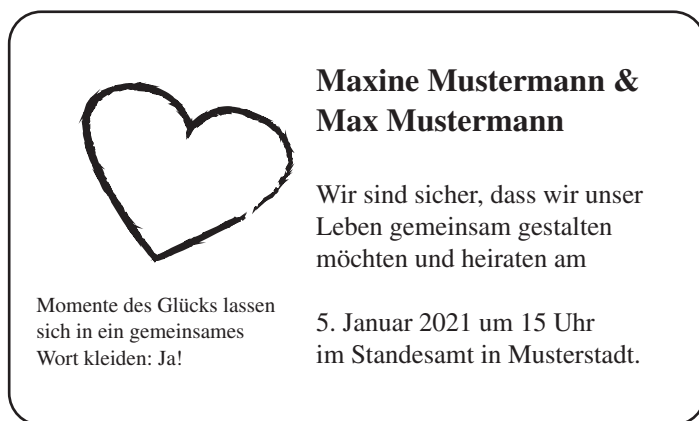 Maxine Mustermann &
Max Mustermann
Wir sind sicher, dass wir unser
Leben gemeinsam gestalten
möchten und heiraten am
5. Januar 2021 um 15 Uhr
im Standesamt in Musterstadt.
Momente des Glücks lassen
sich in ein gemeinsames
Wort kleiden: Ja!